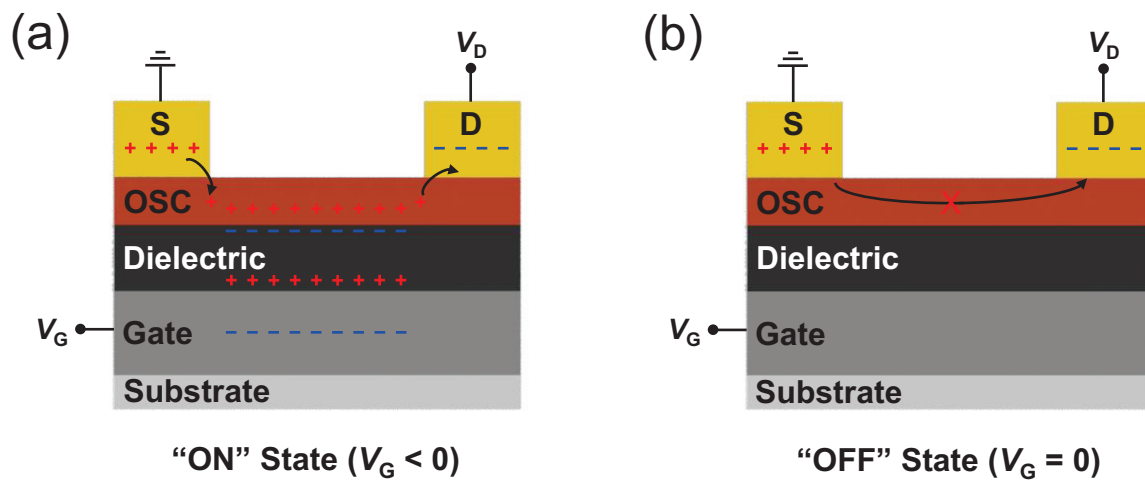 (a)
V_D
S
D
OSC
Dielectric
V_G
Gate
Substrate
“ON” State (V_G < 0)
(b)
V_D
S
D
OSC
Dielectric
V_G
Gate
Substrate
“OFF” State (V_G = 0)